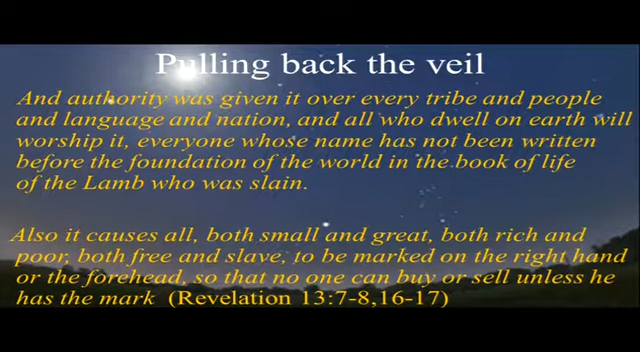 Pulling back the veil
And authority was given it over every tribe and people
and language and nation, and all who dwell on earth will
worship it, everyone whose name has not been written
before the foundation of the world in the book of life
of the Lamb who was slain.
Also it causes all, both small and great, both rich and
poor, both free and slave, to be marked on the right hand
or the forehead, so that no one can buy or sell unless he
has the mark (Revelation 13:7-8,16-17)